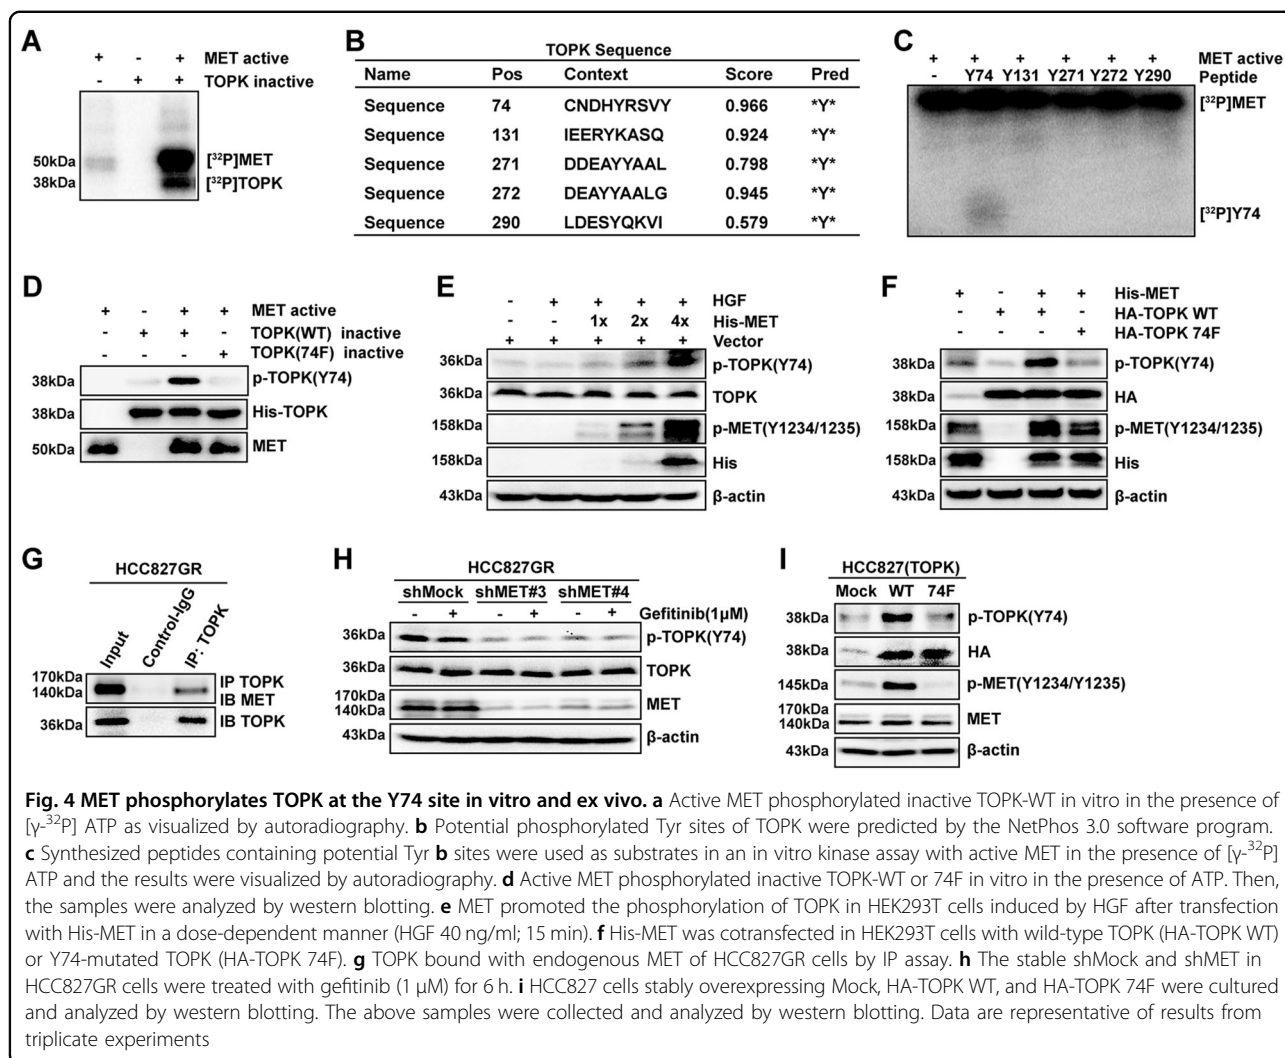 A
+ - + MET active
- + + TOPK inactive
50kDa
38kDa
[³²P]MET
[³²P]TOPK
B
TOPK Sequence
Name Pos Context Score Pred
Sequence 74 CNDHYRSVY 0.966 *Y*
Sequence 131 IEERYKASQ 0.924 *Y*
Sequence 271 DDEAYYAAL 0.798 *Y*
Sequence 272 DEAYYAALG 0.945 *Y*
Sequence 290 LDESYQKVI 0.579 *Y*
C
+ + + + + + MET active
- Y74 Y131 Y271 Y272 Y290 Peptide
[³²P]MET
[³²P]Y74
D
+ - + + MET active
- + + - TOPK(WT) inactive
- - - + TOPK(74F) inactive
38kDa p-TOPK(Y74)
38kDa His-TOPK
50kDa MET
E
- + + + + HGF
- - 1x 2x 4x His-MET
+ + + + + Vector
36kDa p-TOPK(Y74)
36kDa TOPK
158kDa p-MET(Y1234/1235)
158kDa His
43kDa β-actin
F
+ - + + His-MET
- + + - HA-TOPK WT
- - - + HA-TOPK 74F
38kDa p-TOPK(Y74)
38kDa HA
p-MET(Y1234/1235)
158kDa
158kDa His
43kDa β-actin
G
HCC827GR
Input Control-IgG IP: TOPK
170kDa
140kDa
IP TOPK
IB MET
36kDa IB TOPK
H
HCC827GR
shMock shMET#3 shMET#4
- + - + - + Gefitinib(1μM)
36kDa p-TOPK(Y74)
36kDa TOPK
170kDa
140kDa
MET
43kDa β-actin
I
HCC827(TOPK)
Mock WT 74F
38kDa p-TOPK(Y74)
38kDa HA
145kDa p-MET(Y1234/Y1235)
170kDa
140kDa
MET
43kDa β-actin
Fig. 4 MET phosphorylates TOPK at the Y74 site in vitro and ex vivo. a Active MET phosphorylated inactive TOPK-WT in vitro in the presence of
[γ-³²P] ATP as visualized by autoradiography. b Potential phosphorylated Tyr sites of TOPK were predicted by the NetPhos 3.0 software program.
c Synthesized peptides containing potential Tyr b sites were used as substrates in an in vitro kinase assay with active MET in the presence of [γ-³²P]
ATP and the results were visualized by autoradiography. d Active MET phosphorylated inactive TOPK-WT or 74F in vitro in the presence of ATP. Then,
the samples were analyzed by western blotting. e MET promoted the phosphorylation of TOPK in HEK293T cells induced by HGF after transfection
with His-MET in a dose-dependent manner (HGF 40 ng/ml; 15 min). f His-MET was cotransfected in HEK293T cells with wild-type TOPK (HA-TOPK WT)
or Y74-mutated TOPK (HA-TOPK 74F). g TOPK bound with endogenous MET of HCC827GR cells by IP assay. h The stable shMock and shMET in
HCC827GR cells were treated with gefitinib (1 μM) for 6 h. i HCC827 cells stably overexpressing Mock, HA-TOPK WT, and HA-TOPK 74F were cultured
and analyzed by western blotting. The above samples were collected and analyzed by western blotting. Data are representative of results from
triplicate experiments